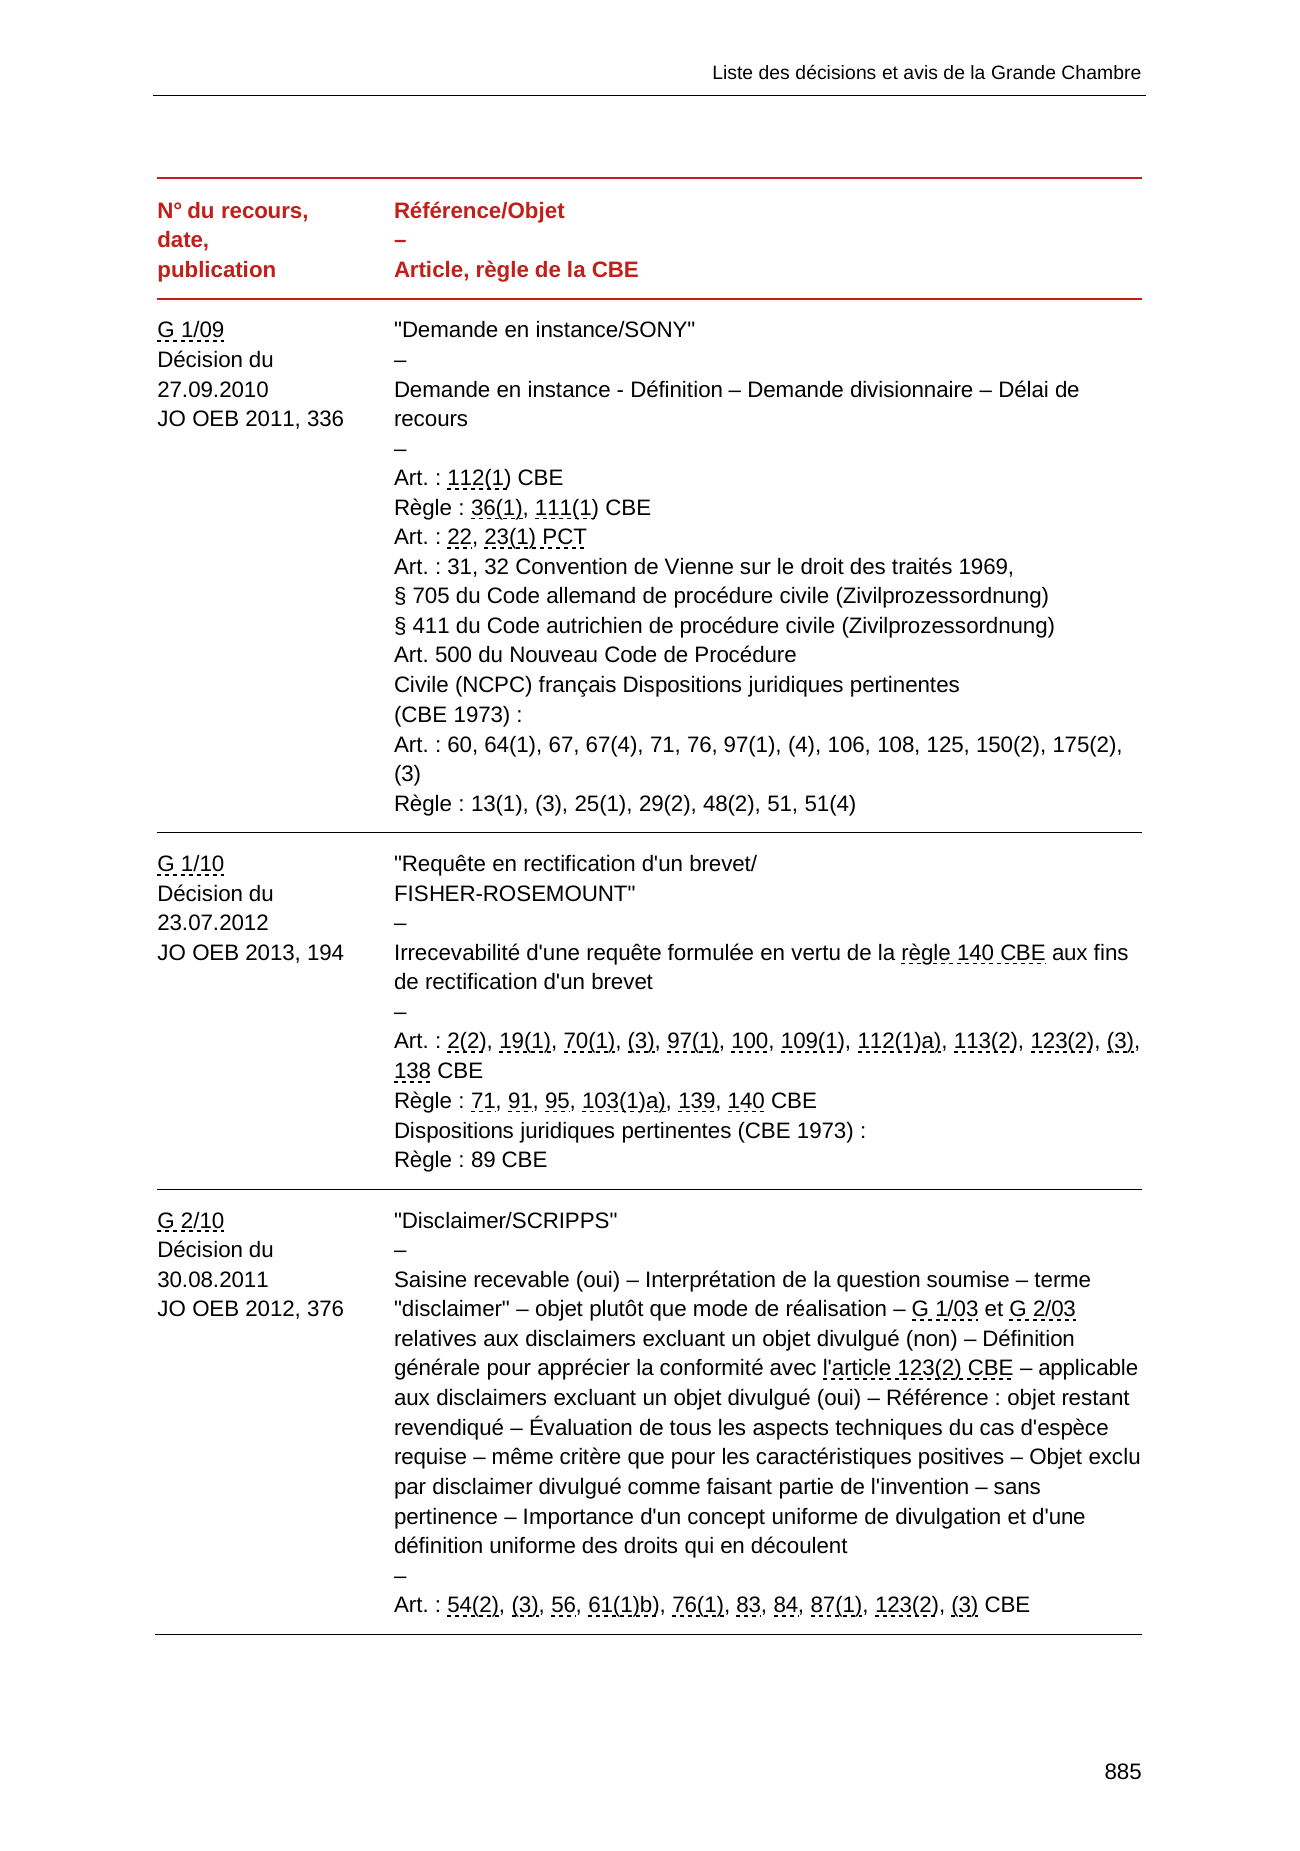 Liste des décisions et avis de la Grande Chambre
N° du recours,
date,
publication
Référence/Objet
–
Article, règle de la CBE
G 1/09
Décision du
27.09.2010
JO OEB 2011, 336
"Demande en instance/SONY"
–
Demande en instance - Définition – Demande divisionnaire – Délai de
recours
–
Art. : 112(1) CBE
Règle : 36(1), 111(1) CBE
Art. : 22, 23(1) PCT
Art. : 31, 32 Convention de Vienne sur le droit des traités 1969,
§ 705 du Code allemand de procédure civile (Zivilprozessordnung)
§ 411 du Code autrichien de procédure civile (Zivilprozessordnung)
Art. 500 du Nouveau Code de Procédure
Civile (NCPC) français Dispositions juridiques pertinentes
(CBE 1973) :
Art. : 60, 64(1), 67, 67(4), 71, 76, 97(1), (4), 106, 108, 125, 150(2), 175(2),
(3)
Règle : 13(1), (3), 25(1), 29(2), 48(2), 51, 51(4)
G 1/10
Décision du
23.07.2012
JO OEB 2013, 194
"Requête en rectification d'un brevet/
FISHER-ROSEMOUNT"
–
Irrecevabilité d'une requête formulée en vertu de la règle 140 CBE aux fins
de rectification d'un brevet
–
Art. : 2(2), 19(1), 70(1), (3), 97(1), 100, 109(1), 112(1)a), 113(2), 123(2), (3),
138 CBE
Règle : 71, 91, 95, 103(1)a), 139, 140 CBE
Dispositions juridiques pertinentes (CBE 1973) :
Règle : 89 CBE
G 2/10
Décision du
30.08.2011
JO OEB 2012, 376
"Disclaimer/SCRIPPS"
–
Saisine recevable (oui) – Interprétation de la question soumise – terme
"disclaimer" – objet plutôt que mode de réalisation – G 1/03 et G 2/03
relatives aux disclaimers excluant un objet divulgué (non) – Définition
générale pour apprécier la conformité avec l'article 123(2) CBE – applicable
aux disclaimers excluant un objet divulgué (oui) – Référence : objet restant
revendiqué – Évaluation de tous les aspects techniques du cas d'espèce
requise – même critère que pour les caractéristiques positives – Objet exclu
par disclaimer divulgué comme faisant partie de l'invention – sans
pertinence – Importance d'un concept uniforme de divulgation et d'une
définition uniforme des droits qui en découlent
–
Art. : 54(2), (3), 56, 61(1)b), 76(1), 83, 84, 87(1), 123(2), (3) CBE
885